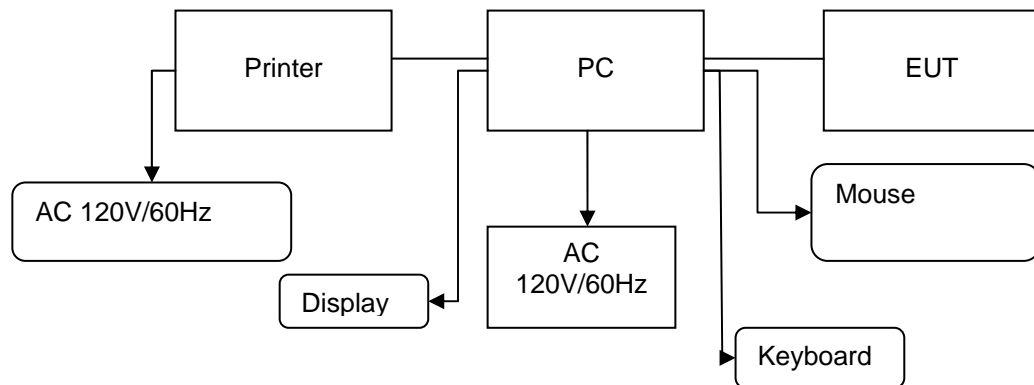 Printer
PC
EUT
AC 120V/60Hz
Mouse
AC
120V/60Hz
Display
Keyboard